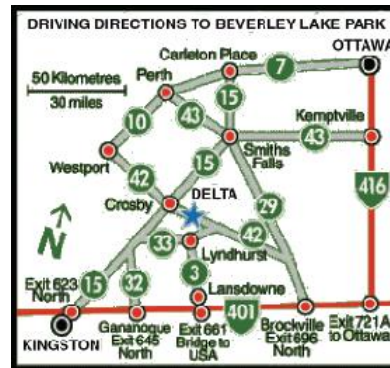 DRIVING DIRECTIONS TO BEVERLEY LAKE PARK
OTTAWA
Carleton Place
7
50 Kilometres
30 miles
Perth
15
Kemptville
10
43
43
Smiths
Falls
Westport
15
416
42
DELTA
Crosby
29
N
33
42
Lyndhurst
3
Lansdowne
Exit 623
North
15
32
401
KINGSTON
Gananoque
Exit 645
North
Exit 661
Bridge to
USA
Brockville
Exit 696
North
Exit 721A
to Ottawa